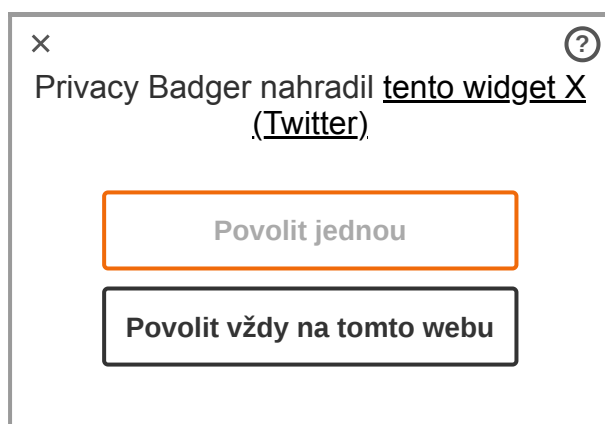 × ?
Privacy Badger nahradil tento widget X
(Twitter)
Povolit jednou
Povolit vždy na tomto webu